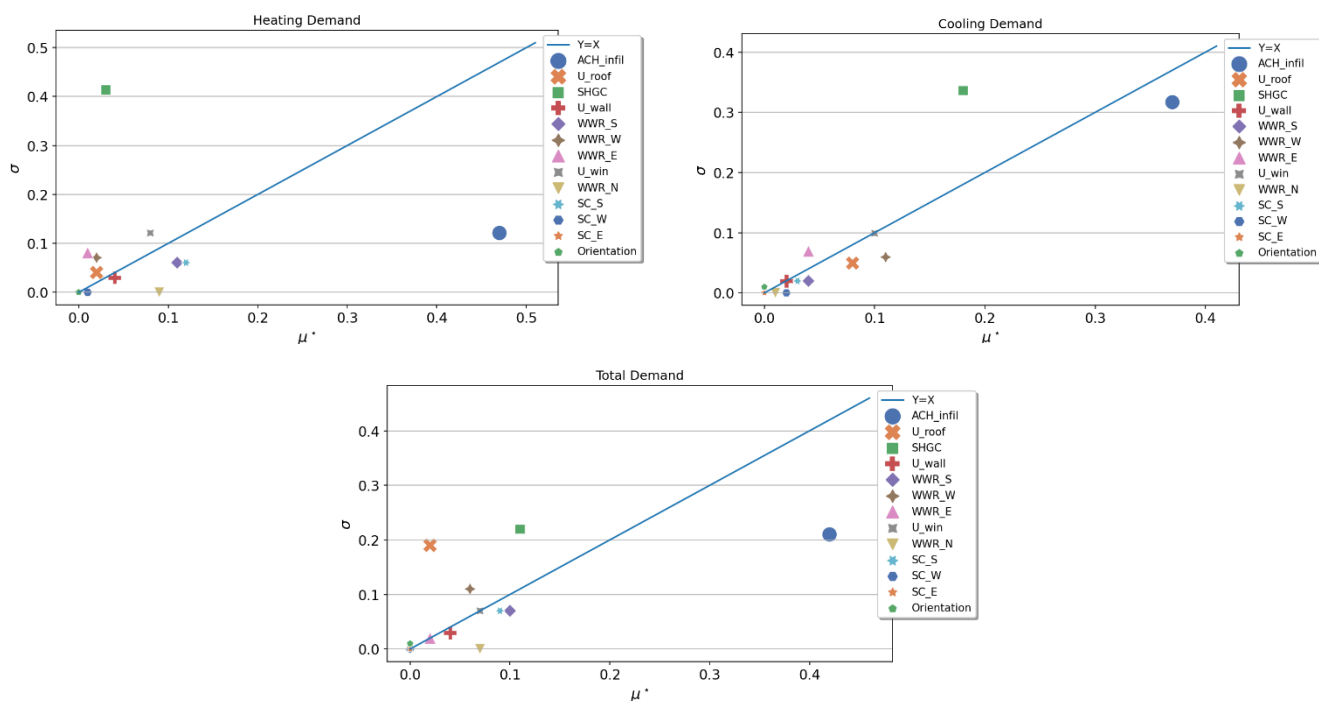 Heating Demand
0.5
0.4
0.3
0.2
0.1
0.0
σ
0.0 0.1 0.2 0.3 0.4 0.5
μ*
Y=X
ACH_infil
U_roof
SHGC
U_wall
WWR_S
WWR_W
WWR_E
U_win
WWR_N
SC_S
SC_W
SC_E
Orientation
Cooling Demand
0.4
0.3
0.2
0.1
0.0
σ
0.0 0.1 0.2 0.3 0.4
μ*
Y=X
ACH_infil
U_roof
SHGC
U_wall
WWR_S
WWR_W
WWR_E
U_win
WWR_N
SC_S
SC_W
SC_E
Orientation
Total Demand
0.4
0.3
0.2
0.1
0.0
σ
0.0 0.1 0.2 0.3 0.4
μ*
Y=X
ACH_infil
U_roof
SHGC
U_wall
WWR_S
WWR_W
WWR_E
U_win
WWR_N
SC_S
SC_W
SC_E
Orientation